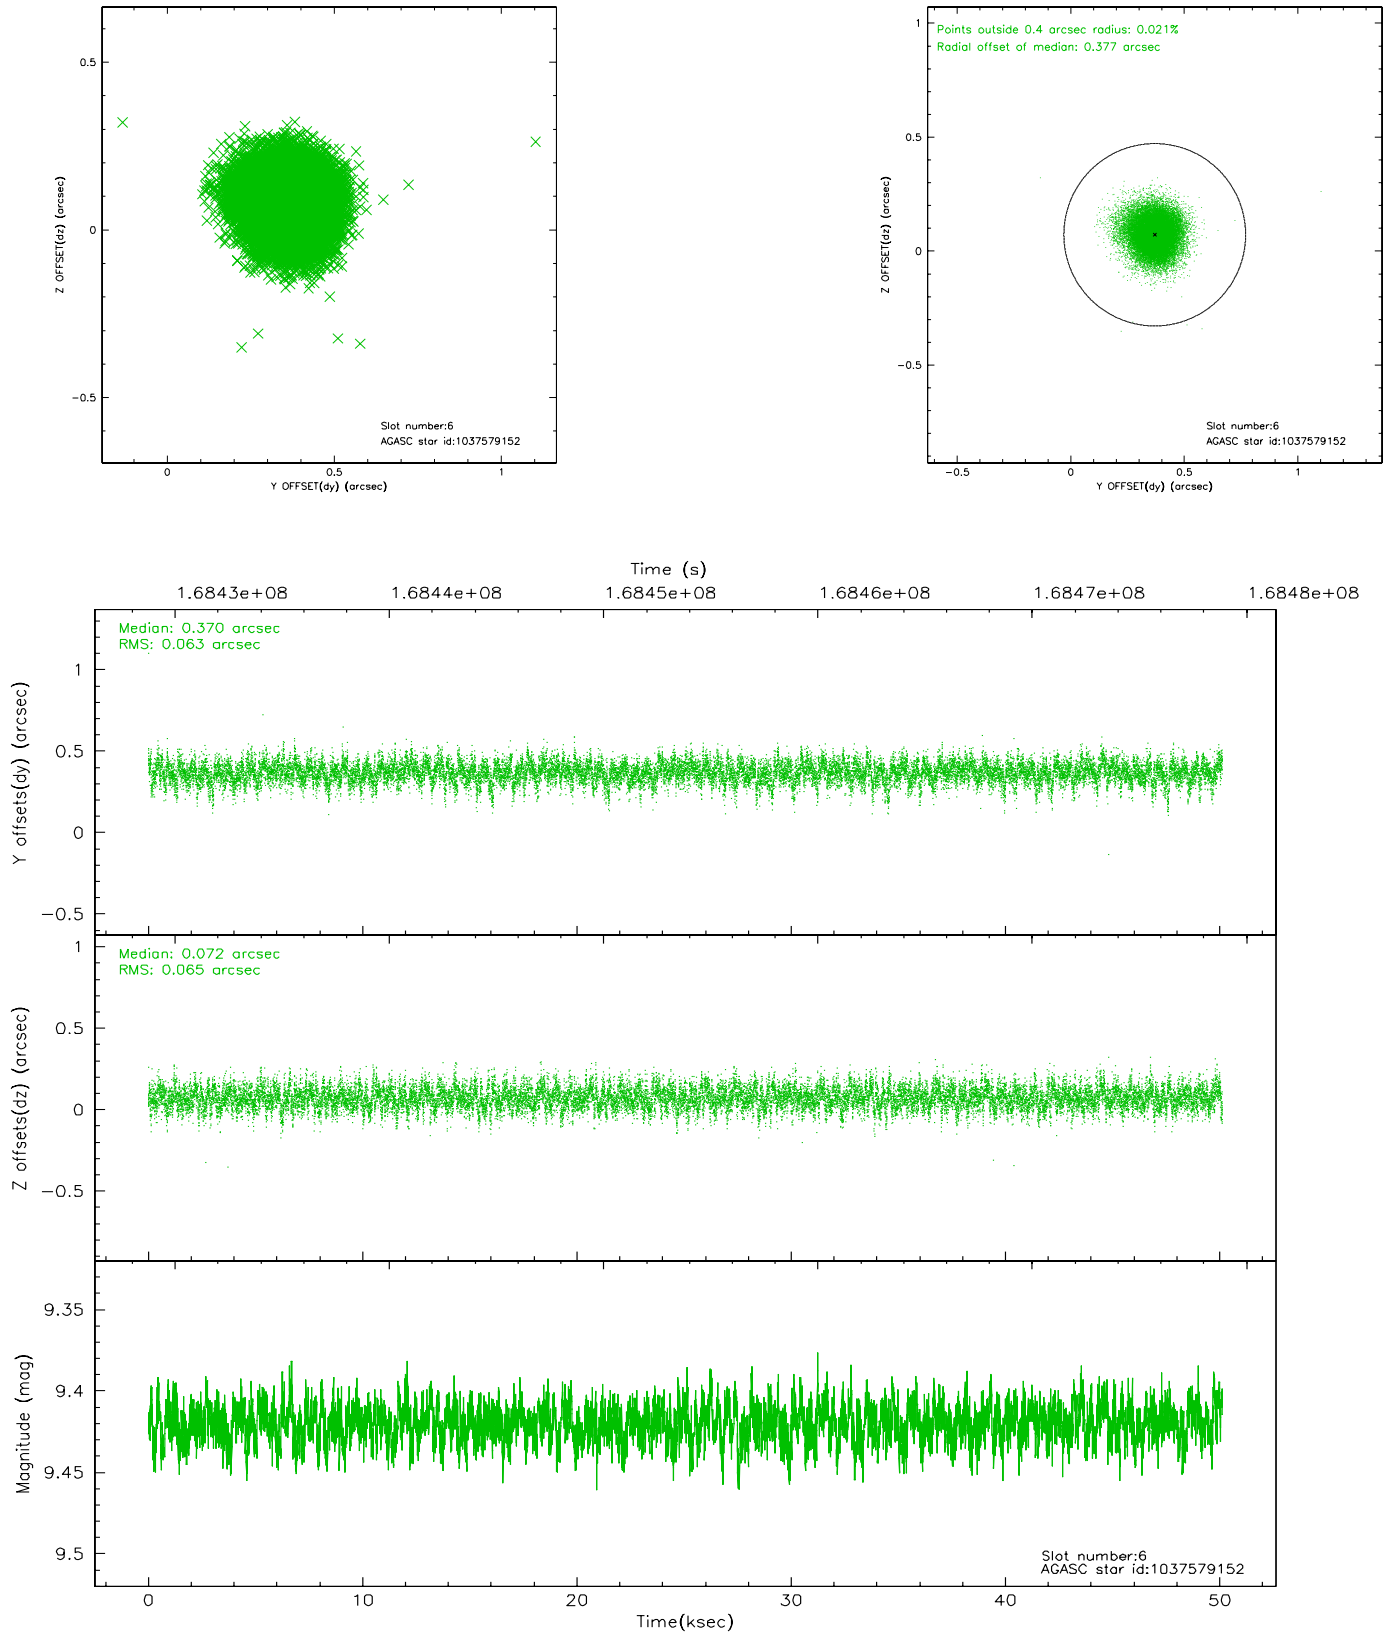 0.5
0
−0.5
Z OFFSET(dz) (arcsec)
Slot number:6
AGASC star id:1037579152
0 0.5 1
Y OFFSET(dy) (arcsec)
Points outside 0.4 arcsec radius: 0.021%
Radial offset of median: 0.377 arcsec
1
0.5
0
−0.5
Z OFFSET(dz) (arcsec)
Slot number:6
AGASC star id:1037579152
−0.5 0 0.5 1
Y OFFSET(dy) (arcsec)
Time (s)
1.6843e+08 1.6844e+08 1.6845e+08 1.6846e+08 1.6847e+08 1.6848e+08
Median: 0.370 arcsec
RMS: 0.063 arcsec
1
0.5
0
−0.5
Y offsets(dy) (arcsec)
Median: 0.072 arcsec
RMS: 0.065 arcsec
1
0.5
0
−0.5
Z offsets(dz) (arcsec)
9.35
9.4
9.45
9.5
Magnitude (mag)
Slot number:6
AGASC star id:1037579152
0 10 20 30 40 50
Time(ksec)